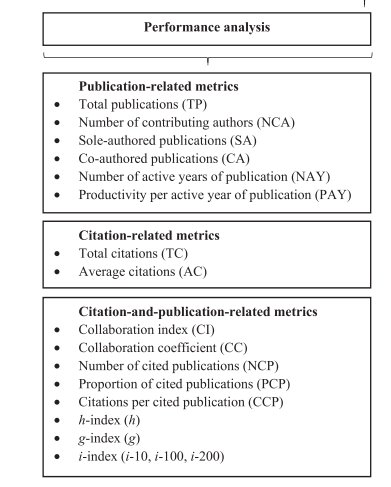 Performance analysis
Publication-related metrics
• Total publications (TP)
• Number of contributing authors (NCA)
• Sole-authored publications (SA)
• Co-authored publications (CA)
• Number of active years of publication (NAY)
• Productivity per active year of publication (PAY)
Citation-related metrics
• Total citations (TC)
• Average citations (AC)
Citation-and-publication-related metrics
• Collaboration index (CI)
• Collaboration coefficient (CC)
• Number of cited publications (NCP)
• Proportion of cited publications (PCP)
• Citations per cited publication (CCP)
• h-index (h)
• g-index (g)
• i-index (i-10, i-100, i-200)